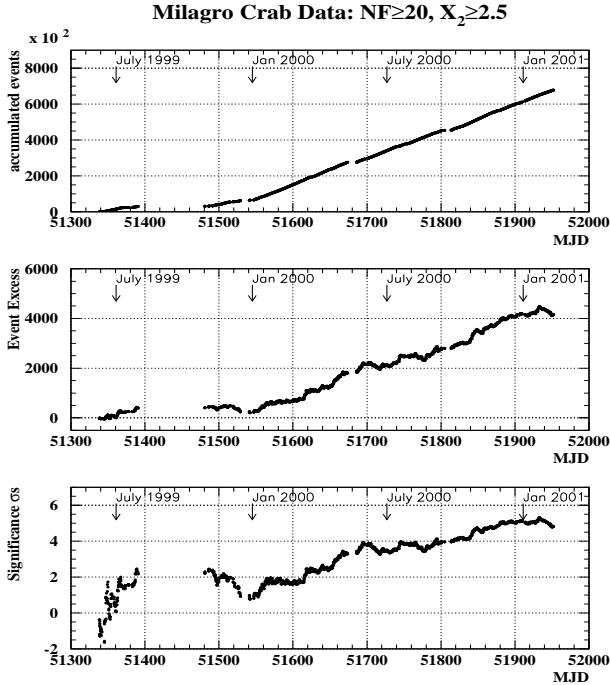 Milagro Crab Data: NF≥20, X₂≥2.5
x 10²
accumulated events
8000
6000
4000
2000
0
July 1999
Jan 2000
July 2000
Jan 2001
51300 51400 51500 51600 51700 51800 51900 52000
MJD
Event Excess
6000
4000
2000
0
July 1999
Jan 2000
July 2000
Jan 2001
51300 51400 51500 51600 51700 51800 51900 52000
MJD
Significance σs
6
4
2
0
-2
July 1999
Jan 2000
July 2000
Jan 2001
51300 51400 51500 51600 51700 51800 51900 52000
MJD